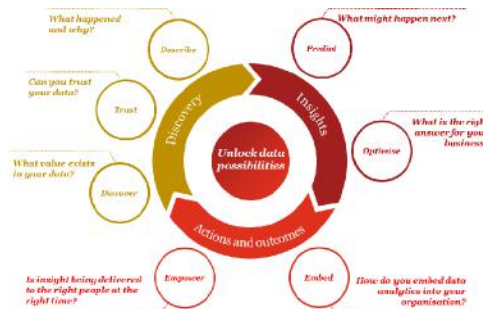 What happened
and why?
Describe
What might happen next?
Predict
Can you trust
your data?
Trust
Discovery
Insights
What is the righ
answer for you
business
Optimise
Unlock data
possibilities
What value exists
in your data?
Discover
Actions and outcomes
Is insight being delivered
to the right people at the
right time?
Empower
Embed
How do you embed data
analytics into your
organisation?